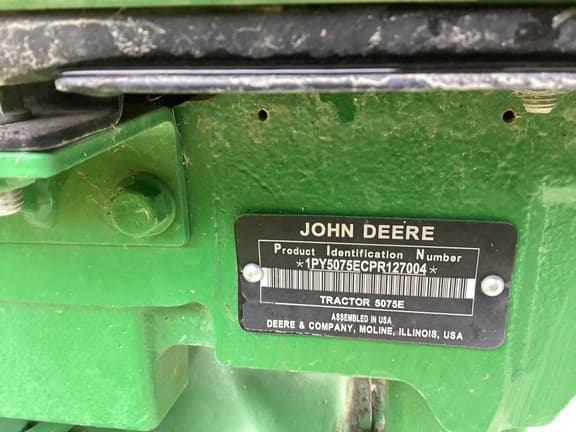 JOHN DEERE
Product Identification Number
*1PY5075ECPR127004*
TRACTOR 5075E
ASSEMBLED IN USA
DEERE & COMPANY, MOLINE, ILLINOIS, USA